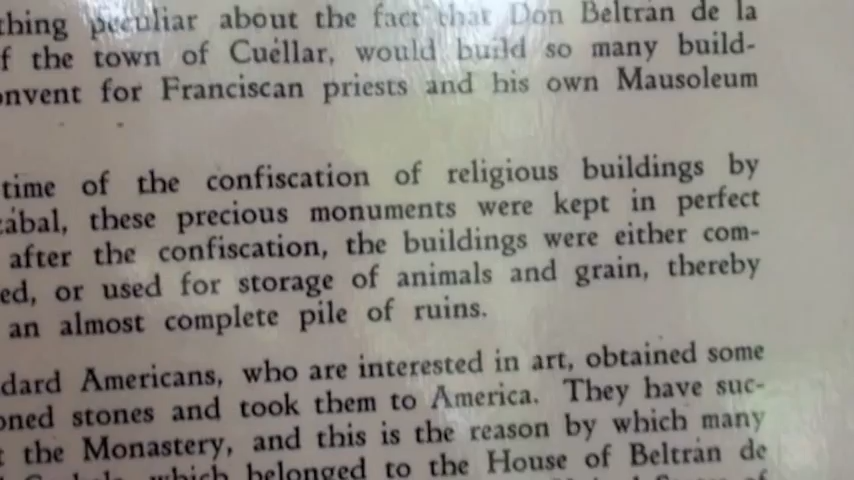 thing peculiar about the fact that Don Beltrán de la
f the town of Cuéllar, would build so many build-
onvent for Franciscan priests and his own Mausoleum
time of the confiscation of religious buildings by
zábal, these precious monuments were kept in perfect
after the confiscation, the buildings were either com-
ed, or used for storage of animals and grain, thereby
an almost complete pile of ruins.
dard Americans, who are interested in art, obtained some
oned stones and took them to America. They have suc-
t the Monastery, and this is the reason by which many
which belonged to the House of Beltrán de